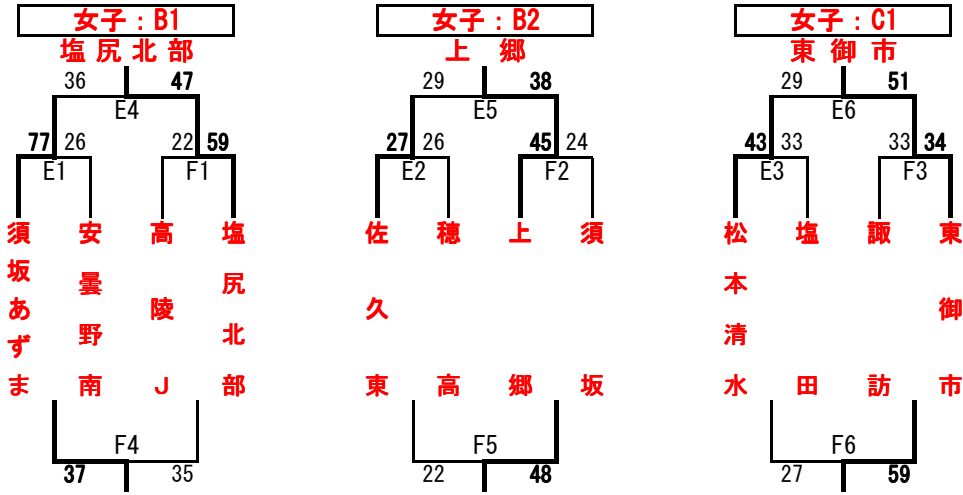 女子：B1
塩尻北部
36 47
E4
77 26 22 59
E1 F1
須坂あずま
安曇野南
高陵J
塩尻北部
F4
37 35
女子：B2
上郷
29 38
E5
27 26 45 24
E2 F2
佐久東
穂高
上郷
須坂
F5
22 48
女子：C1
東御市
29 51
E6
43 33 33 34
E3 F3
松本清水
塩田
諏訪
東御市
F6
27 59